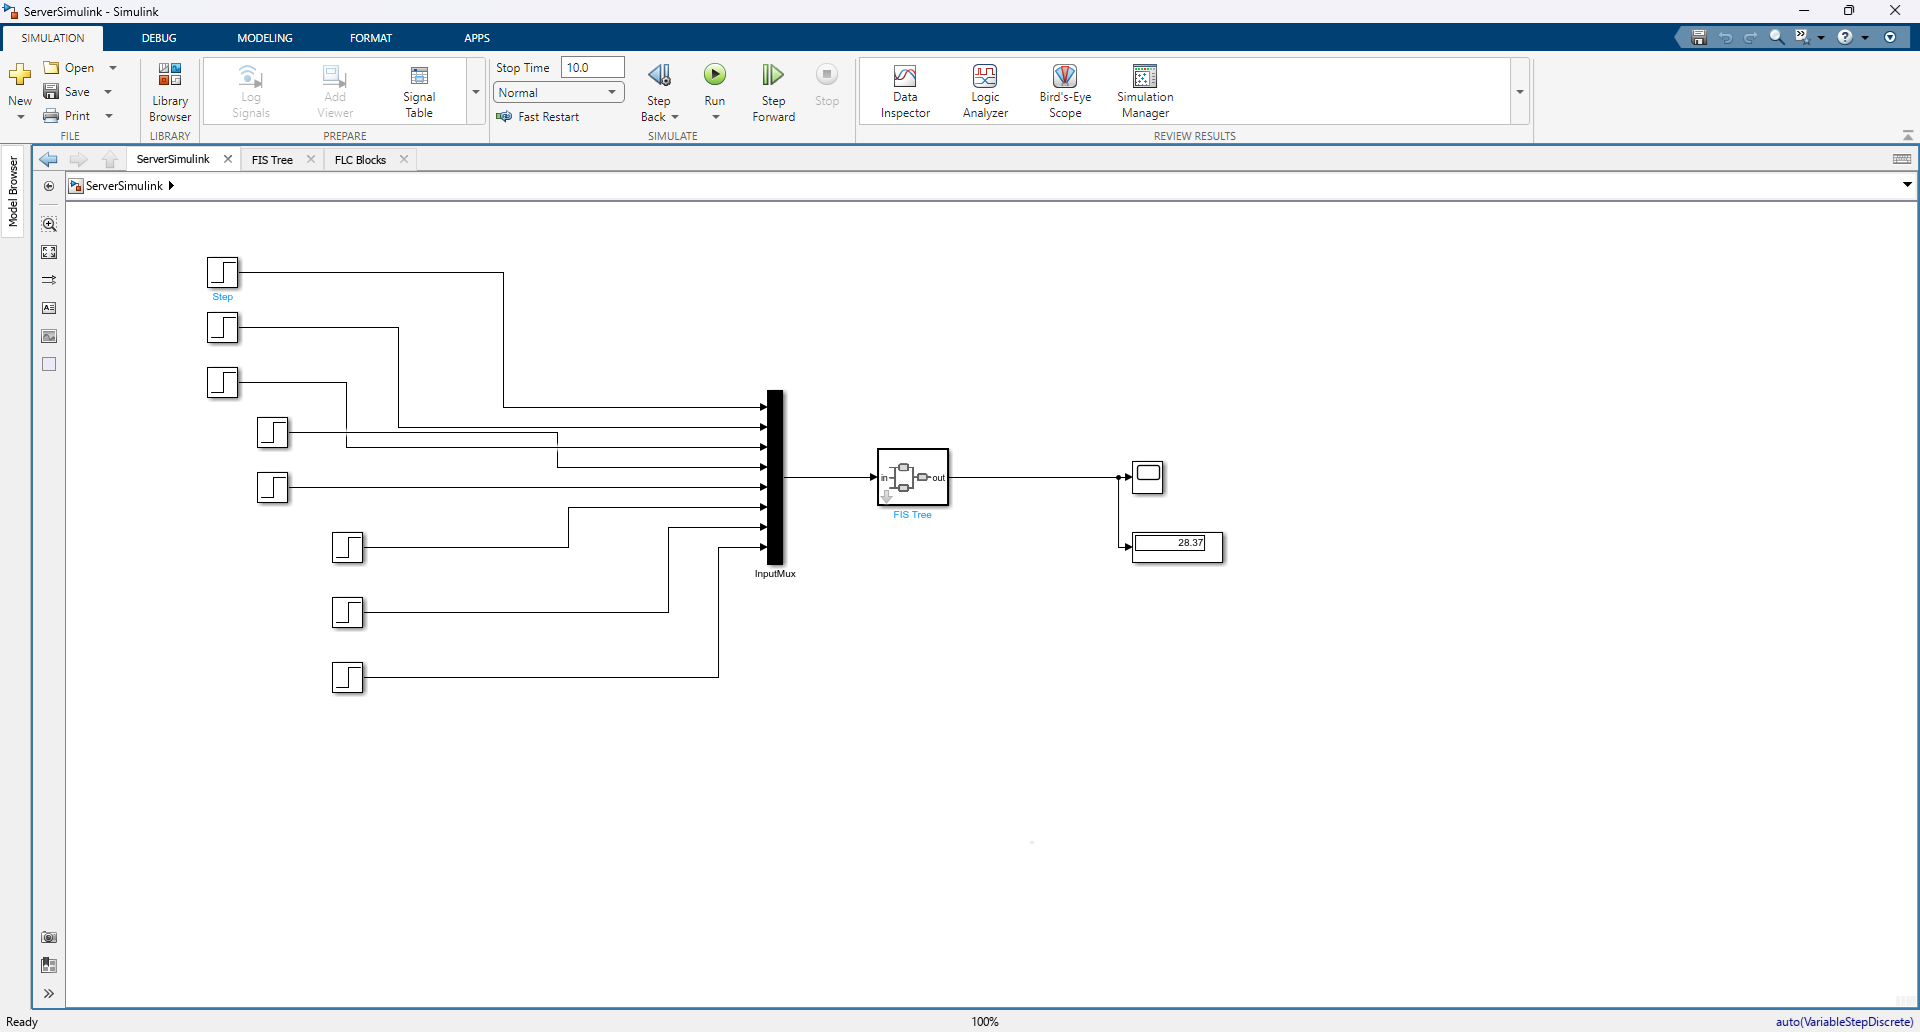 ServerSimulink - Simulink
SIMULATION DEBUG MODELING FORMAT APPS
New
Open
Save
Print
FILE
Library
Browser
LIBRARY
Log
Signals
Add
Viewer
Signal
Table
PREPARE
Stop Time 10.0
Normal
Fast Restart
Step
Back
Run
Step
Forward
Stop
SIMULATE
Data
Inspector
Logic
Analyzer
Bird's-Eye
Scope
Simulation
Manager
REVIEW RESULTS
Model Browser
ServerSimulink FIS Tree FLC Blocks
ServerSimulink
Step
InputMux
in out
FIS Tree
28.37
Ready 100% auto(VariableStepDiscrete)